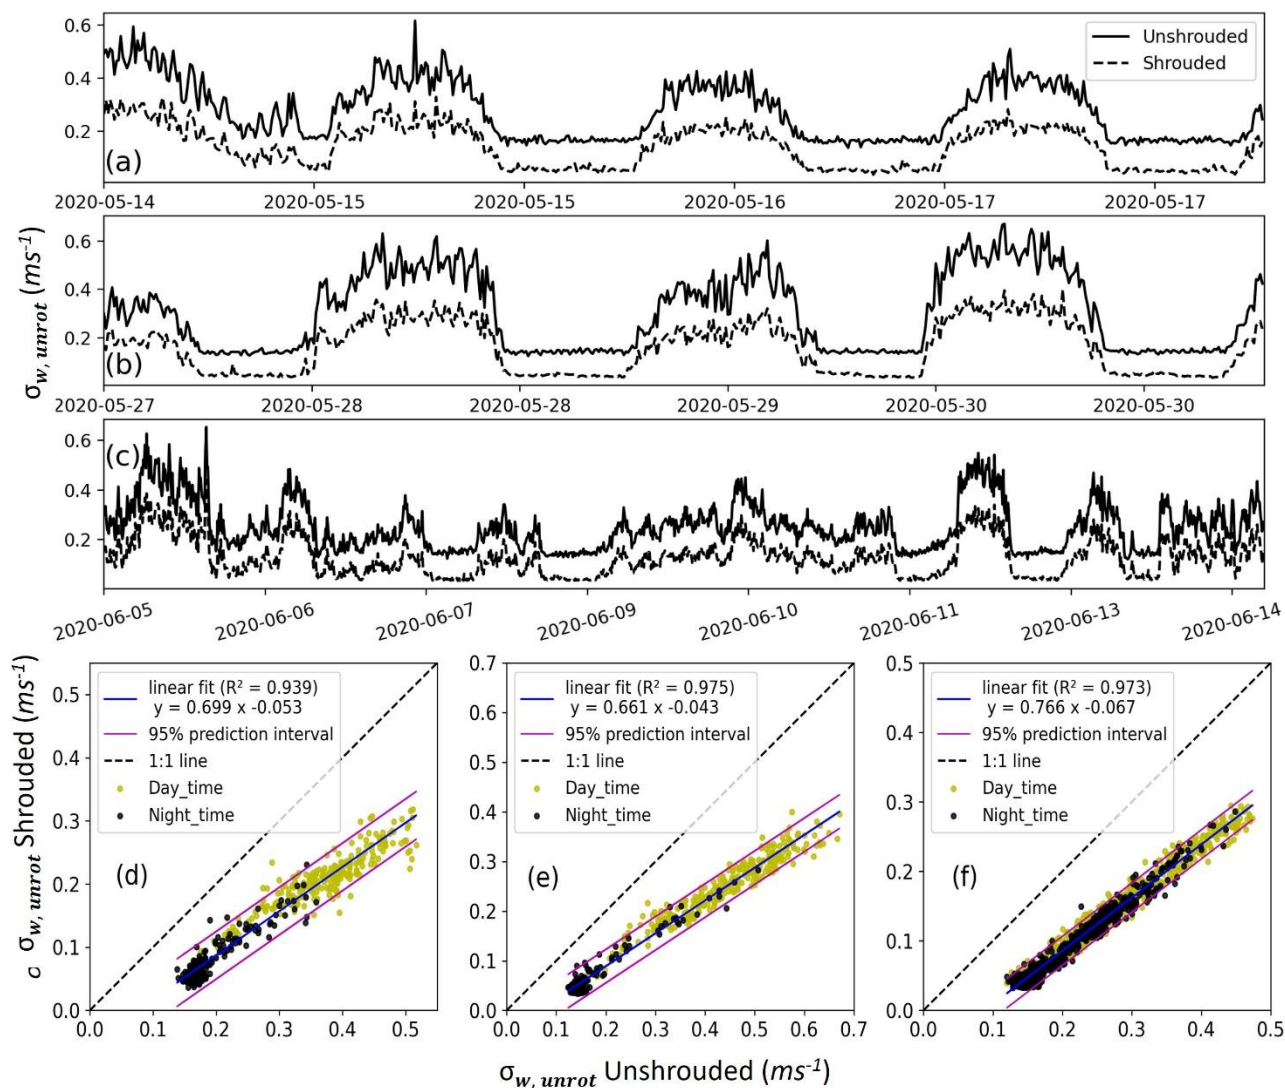 0.6
0.4
0.2
Unshrouded
Shrouded
(a)
2020-05-14 2020-05-15 2020-05-15 2020-05-16 2020-05-17 2020-05-17
0.6
0.4
0.2
(b)
σw, unrot (ms-1)
2020-05-27 2020-05-28 2020-05-28 2020-05-29 2020-05-30 2020-05-30
0.6
0.4
0.2
(c)
2020-06-05 2020-06-06 2020-06-07 2020-06-09 2020-06-10 2020-06-11 2020-06-13 2020-06-14
c σw, unrot Shrouded (ms-1)
0.5
0.4
0.3
0.2
0.1
0.0
linear fit (R² = 0.939)
y = 0.699 x -0.053
95% prediction interval
1:1 line
Day_time
Night_time
(d)
0.0 0.1 0.2 0.3 0.4 0.5
0.7
0.6
0.5
0.4
0.3
0.2
0.1
0.0
linear fit (R² = 0.975)
y = 0.661 x -0.043
95% prediction interval
1:1 line
Day_time
Night_time
(e)
0.0 0.1 0.2 0.3 0.4 0.5 0.6 0.7
0.5
0.4
0.3
0.2
0.1
0.0
linear fit (R² = 0.973)
y = 0.766 x -0.067
95% prediction interval
1:1 line
Day_time
Night_time
(f)
0.0 0.1 0.2 0.3 0.4 0.5
σw, unrot Unshrouded (ms-1)